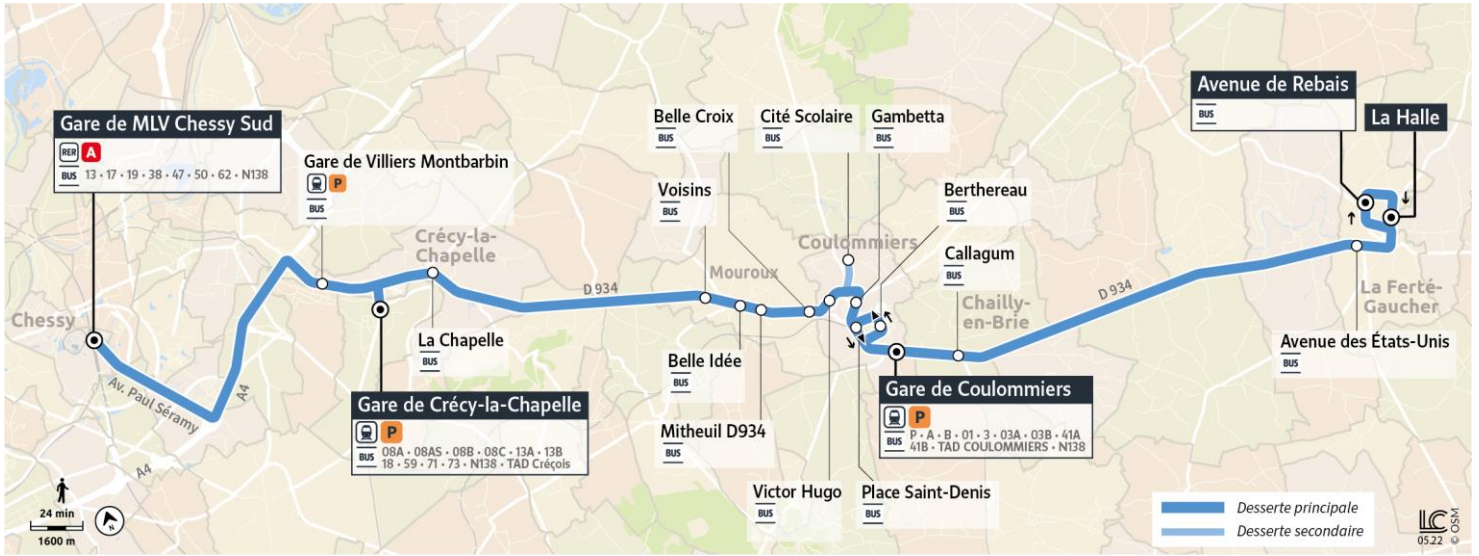 Gare de MLV Chessy Sud
RER A
BUS 13 • 17 • 19 • 38 • 47 • 50 • 62 • N138
Gare de Villiers Montbarbin
P
BUS
Crécy-la-
Chapelle
Chessy
Av. Paul Séramy
A4
A4
La Chapelle
BUS
Gare de Crécy-la-Chapelle
P
BUS 08A • 08AS • 08B • 08C • 13A • 13B
18 • 59 • 71 • 73 • N138 • TAD Créçois
D 934
Voisins
BUS
Belle Croix
BUS
Cité Scolaire
BUS
Gambetta
BUS
Mouroux
Coulommiers
Berthereau
BUS
Callagum
BUS
Chailly-
en-Brie
Belle Idée
BUS
Mitheuil D934
BUS
Victor Hugo
BUS
Place Saint-Denis
BUS
Gare de Coulommiers
P
BUS P • A • B • 01 • 3 • 03A • 03B • 41A
41B • TAD COULOMMIERS • N138
D 934
Avenue de Rebais
BUS
La Halle
La Ferté-
Gaucher
Avenue des États-Unis
BUS
24 min
1600 m
N
Desserte principale
Desserte secondaire
LC
05.22
© OSM